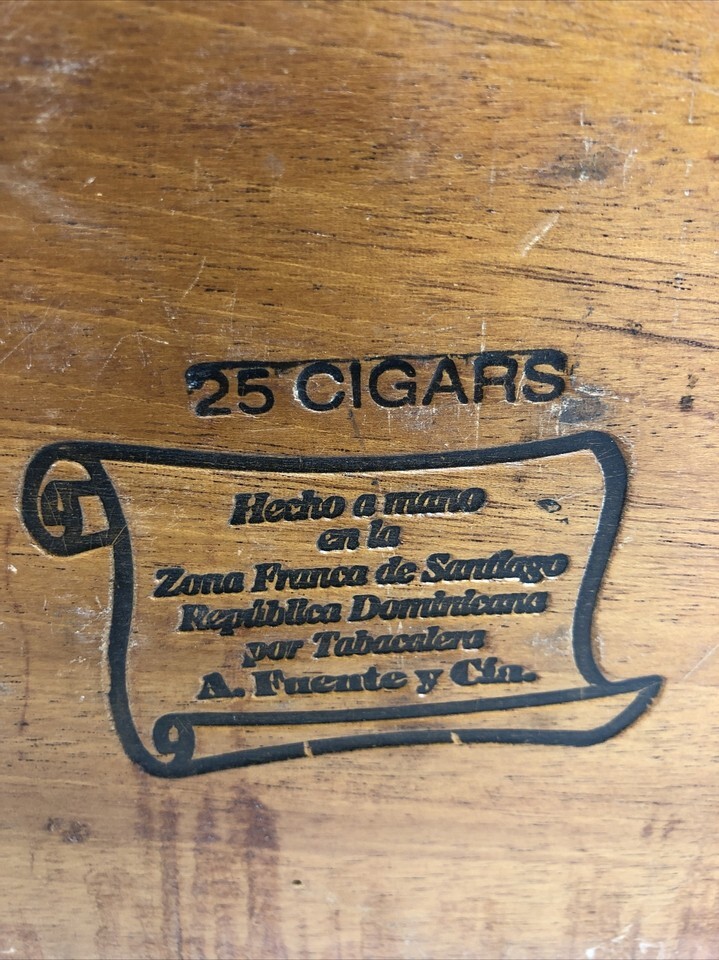 25 CIGARS
Hecho a mano
en la
Zona Franca de Santiago
República Dominicana
por Tabacalera
A. Fuente y Cía.